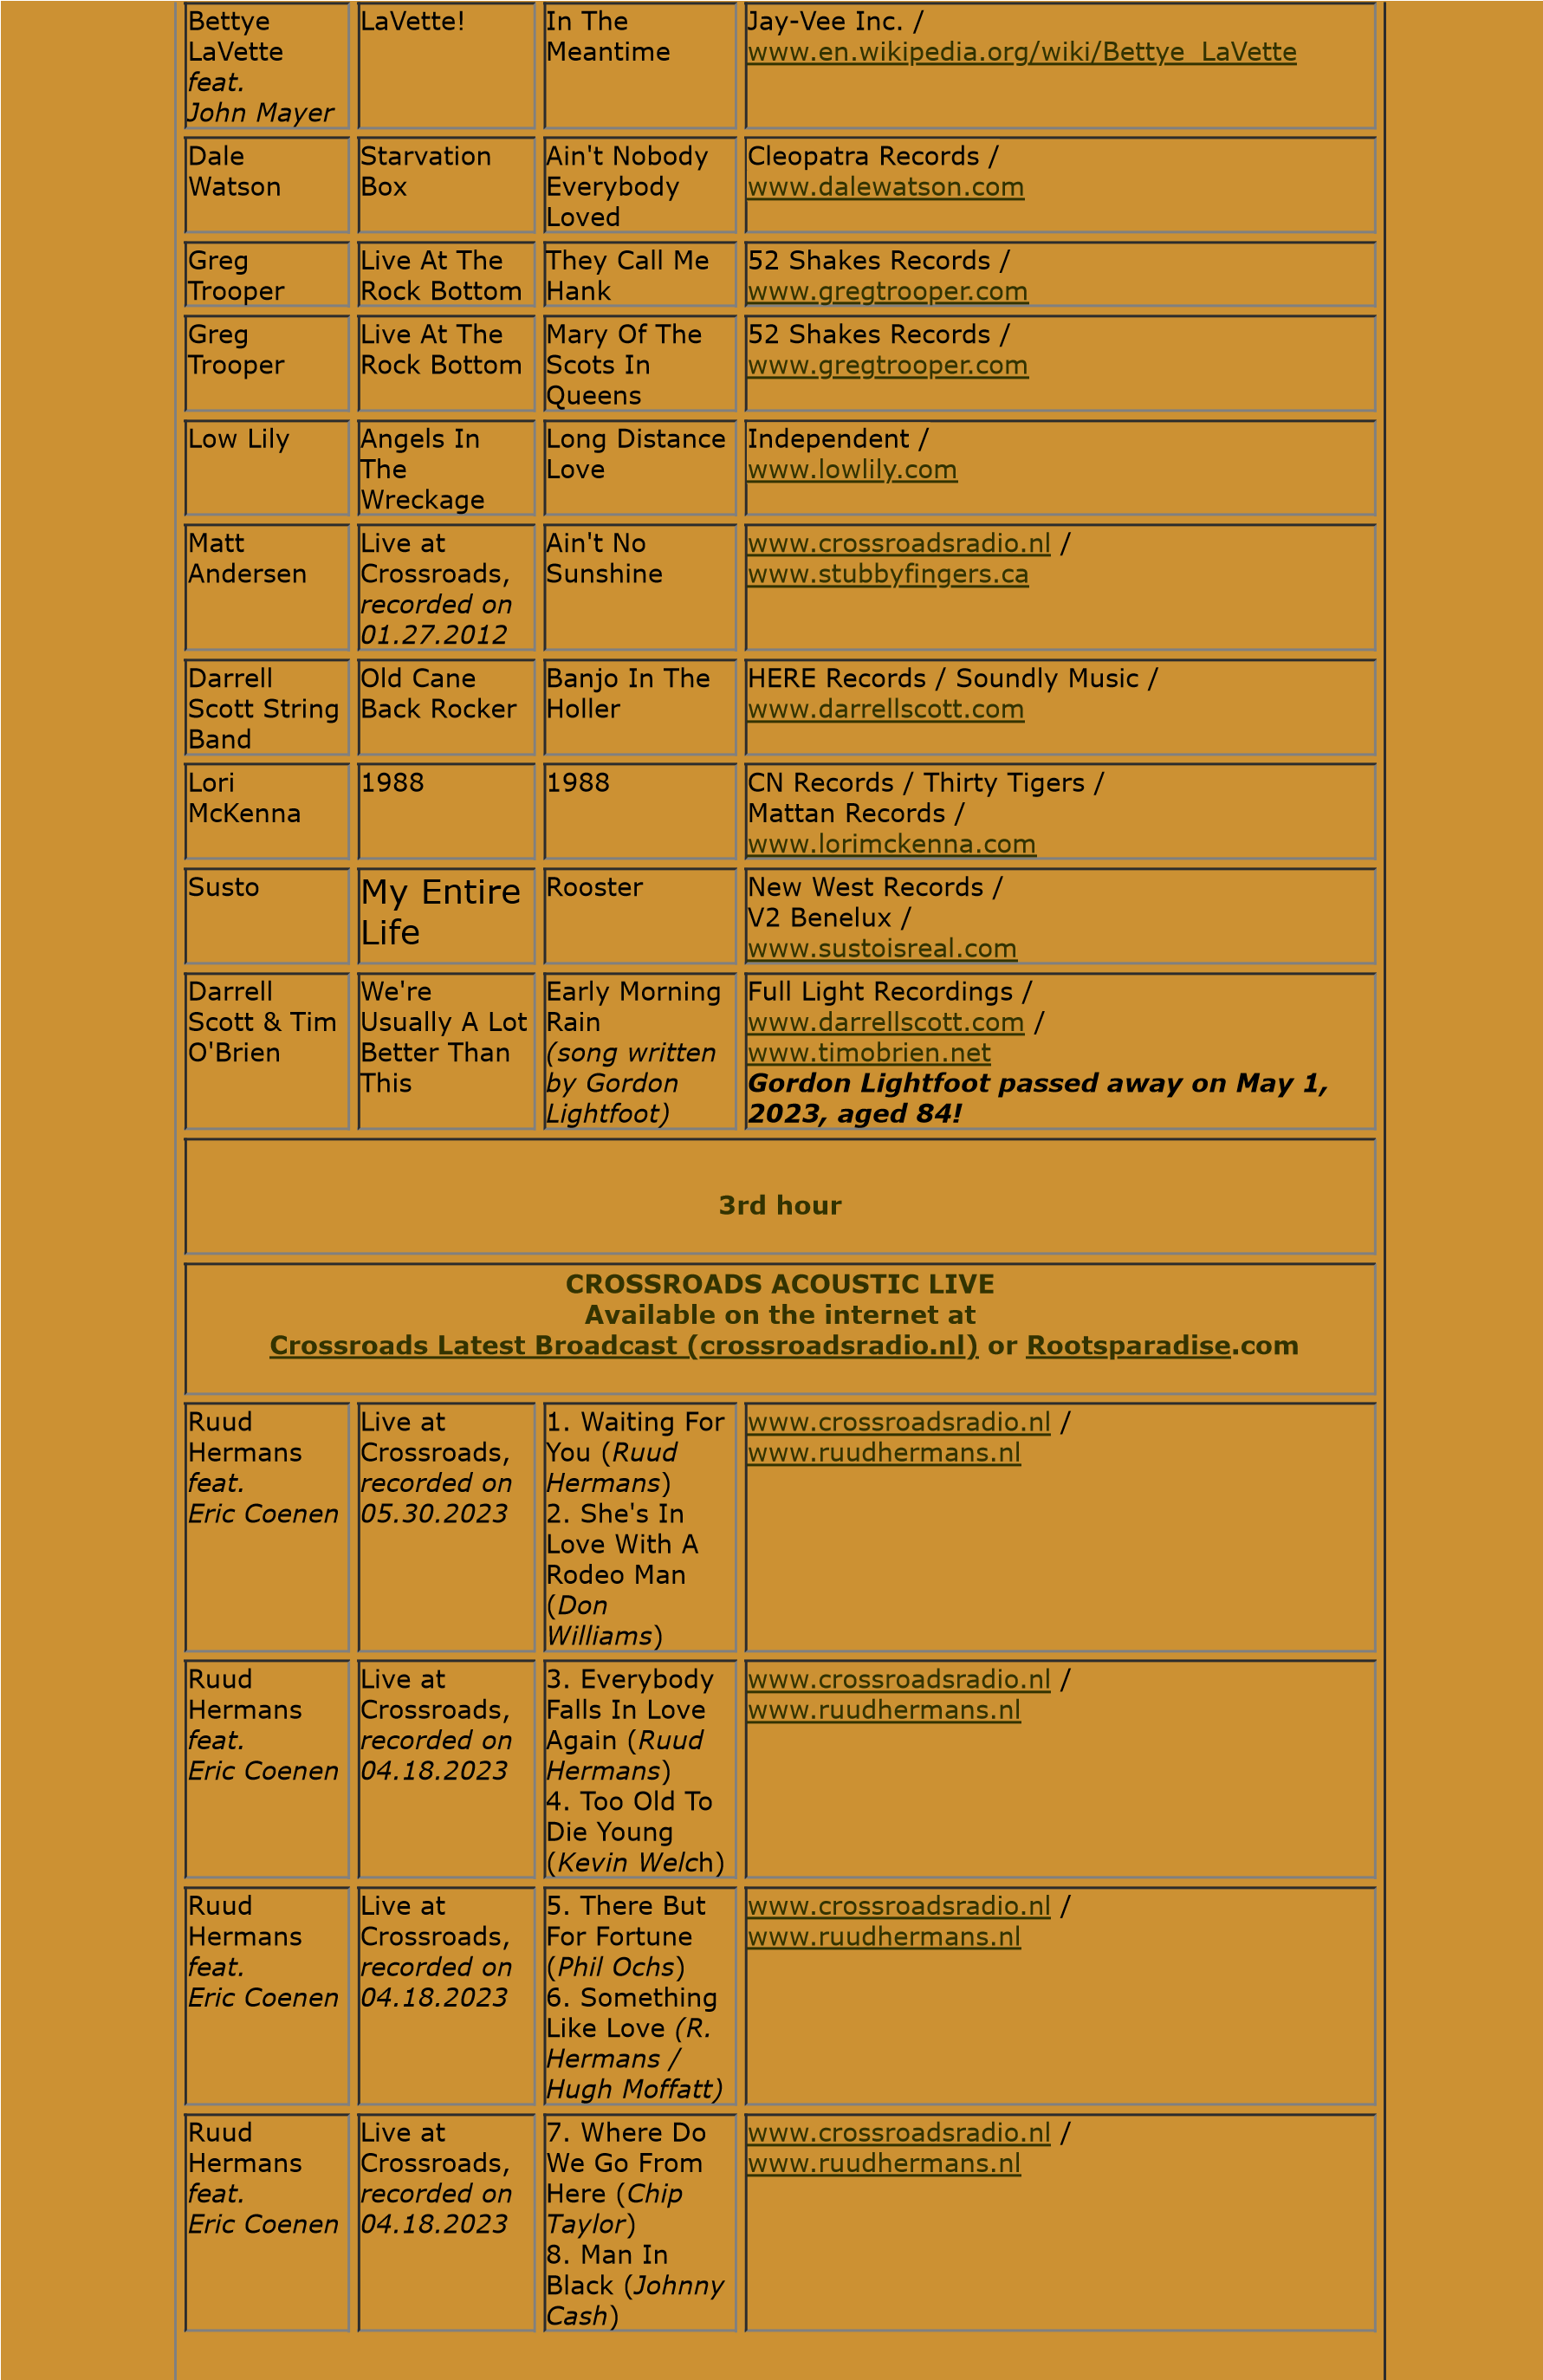 Bettye
LaVette
feat.
John Mayer
LaVette!
In The
Meantime
Jay-Vee Inc. /
www.en.wikipedia.org/wiki/Bettye_LaVette
Dale
Watson
Starvation
Box
Ain't Nobody
Everybody
Loved
Cleopatra Records /
www.dalewatson.com
Greg
Trooper
Live At The
Rock Bottom
They Call Me
Hank
52 Shakes Records /
www.gregtrooper.com
Greg
Trooper
Live At The
Rock Bottom
Mary Of The
Scots In
Queens
52 Shakes Records /
www.gregtrooper.com
Low Lily
Angels In
The
Wreckage
Long Distance
Love
Independent /
www.lowlily.com
Matt
Andersen
Live at
Crossroads,
recorded on
01.27.2012
Ain't No
Sunshine
www.crossroadsradio.nl /
www.stubbyfingers.ca
Darrell
Scott String
Band
Old Cane
Back Rocker
Banjo In The
Holler
HERE Records / Soundly Music /
www.darrellscott.com
Lori
McKenna
1988
1988
CN Records / Thirty Tigers /
Mattan Records /
www.lorimckenna.com
Susto
My Entire
Life
Rooster
New West Records /
V2 Benelux /
www.sustoisreal.com
Darrell
Scott & Tim
O'Brien
We're
Usually A Lot
Better Than
This
Early Morning
Rain
(song written
by Gordon
Lightfoot)
Full Light Recordings /
www.darrellscott.com /
www.timobrien.net
Gordon Lightfoot passed away on May 1,
2023, aged 84!
3rd hour
CROSSROADS ACOUSTIC LIVE
Available on the internet at
Crossroads Latest Broadcast (crossroadsradio.nl) or Rootsparadise.com
Ruud
Hermans
feat.
Eric Coenen
Live at
Crossroads,
recorded on
05.30.2023
1. Waiting For
You (Ruud
Hermans)
2. She's In
Love With A
Rodeo Man
(Don
Williams)
www.crossroadsradio.nl /
www.ruudhermans.nl
Ruud
Hermans
feat.
Eric Coenen
Live at
Crossroads,
recorded on
04.18.2023
3. Everybody
Falls In Love
Again (Ruud
Hermans)
4. Too Old To
Die Young
(Kevin Welch)
www.crossroadsradio.nl /
www.ruudhermans.nl
Ruud
Hermans
feat.
Eric Coenen
Live at
Crossroads,
recorded on
04.18.2023
5. There But
For Fortune
(Phil Ochs)
6. Something
Like Love (R.
Hermans /
Hugh Moffatt)
www.crossroadsradio.nl /
www.ruudhermans.nl
Ruud
Hermans
feat.
Eric Coenen
Live at
Crossroads,
recorded on
04.18.2023
7. Where Do
We Go From
Here (Chip
Taylor)
8. Man In
Black (Johnny
Cash)
www.crossroadsradio.nl /
www.ruudhermans.nl